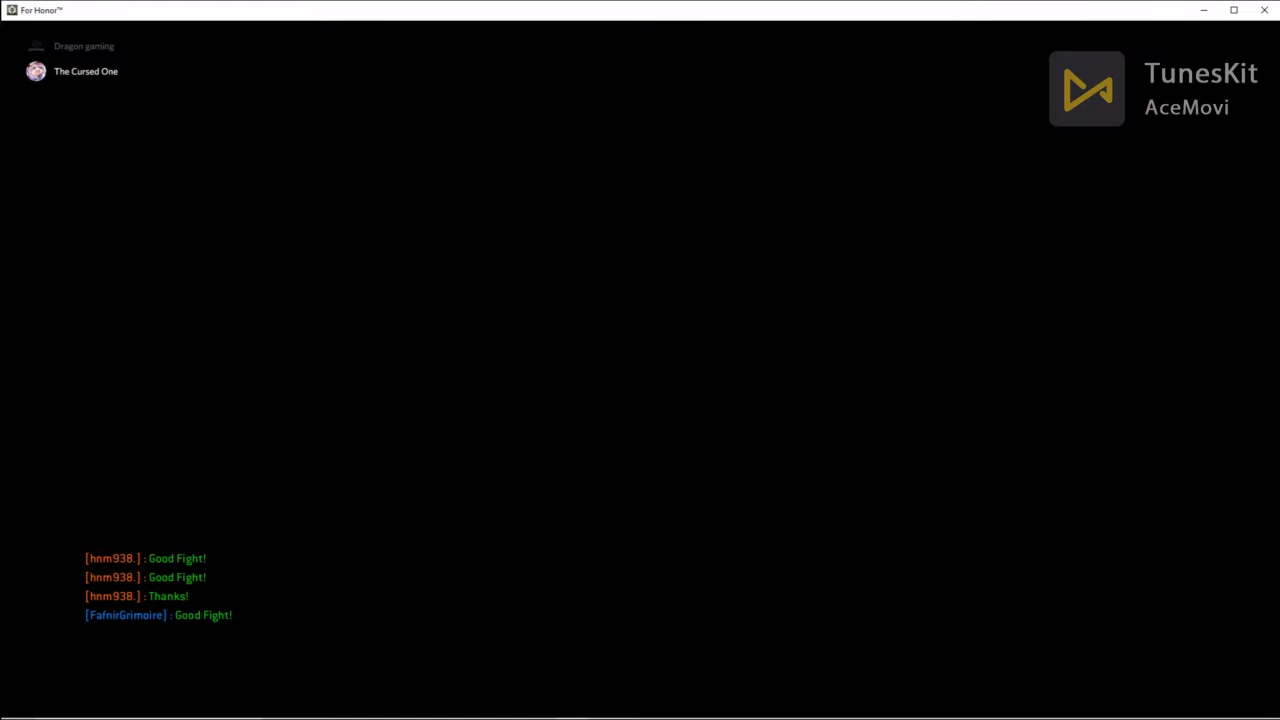 For Honor™
Dragon gaming
The Cursed One
TunesKit
AceMovi
[hnm938.] : Good Fight!
[hnm938.] : Good Fight!
[hnm938.] : Thanks!
[FafnirGrimoire] : Good Fight!